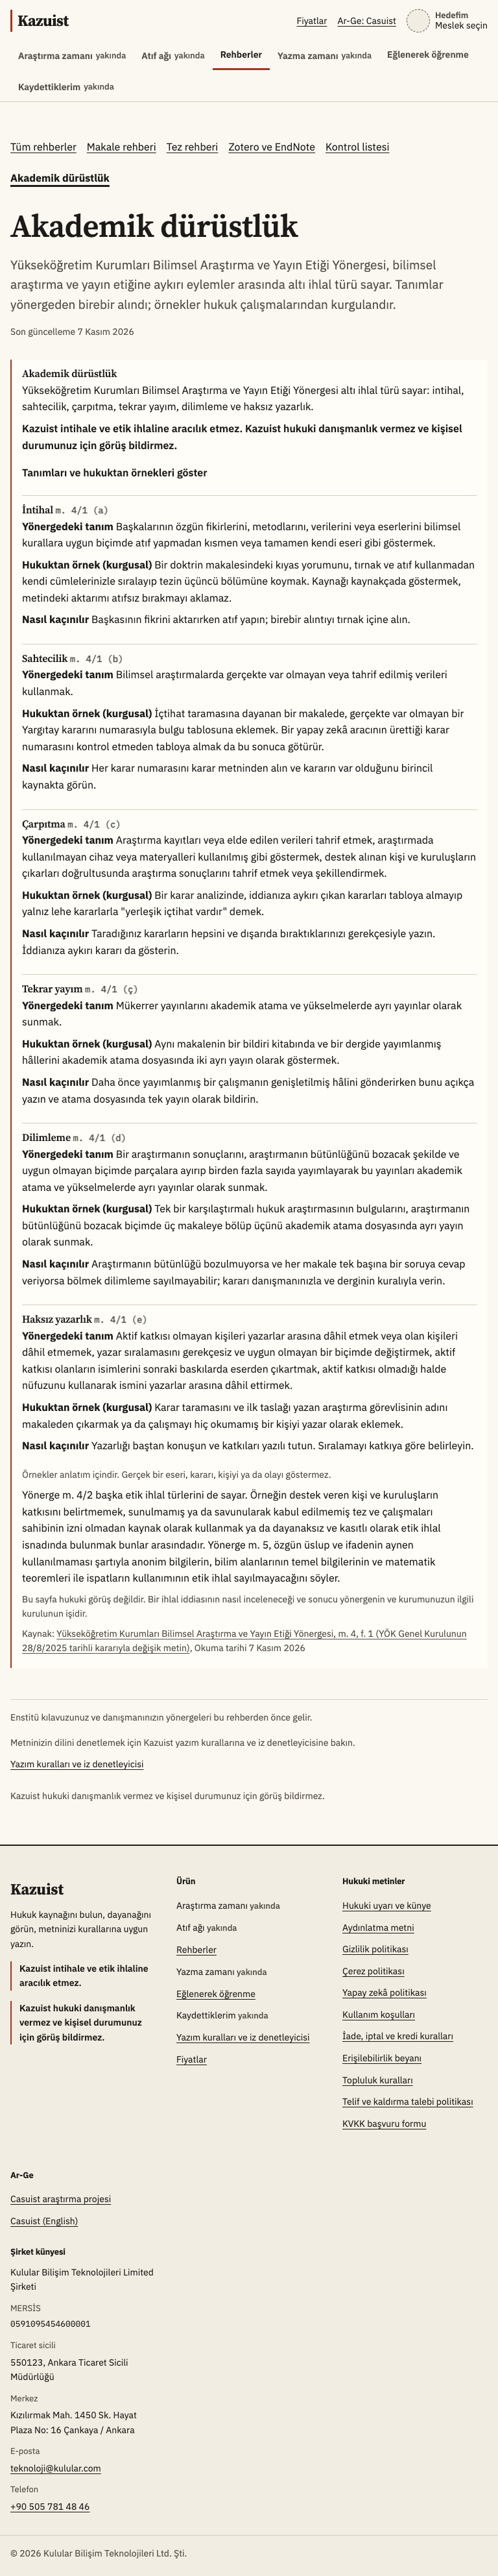 Kazuist
Fiyatlar Ar-Ge: Casuist Hedefim
Meslek seçin
Araştırma zamanı yakında Atıf ağı yakında Rehberler Yazma zamanı yakında Eğlenerek öğrenme
Kaydettiklerim yakında
Tüm rehberler Makale rehberi Tez rehberi Zotero ve EndNote Kontrol listesi
Akademik dürüstlük
Akademik dürüstlük
Yükseköğretim Kurumları Bilimsel Araştırma ve Yayın Etiği Yönergesi, bilimsel
araştırma ve yayın etiğine aykırı eylemler arasında altı ihlal türü sayar. Tanımlar
yönergeden birebir alındı; örnekler hukuk çalışmalarından kurgulandır.
Son güncelleme 7 Kasım 2026
Akademik dürüstlük
Yükseköğretim Kurumları Bilimsel Araştırma ve Yayın Etiği Yönergesi altı ihlal türü sayar: intihal,
sahtecilik, çarpıtma, tekrar yayım, dilimleme ve haksız yazarlık.
Kazuist intihale ve etik ihlaline aracılık etmez. Kazuist hukuki danışmanlık vermez ve kişisel
durumunuz için görüş bildirmez.
Tanımları ve hukuktan örnekleri göster
İntihal m. 4/1 (a)
Yönergedeki tanım Başkalarının özgün fikirlerini, metodlarını, verilerini veya eserlerini bilimsel
kurallara uygun biçimde atıf yapmadan kısmen veya tamamen kendi eseri gibi göstermek.
Hukuktan örnek (kurgusal) Bir doktrin makalesindeki kıyas yorumunu, tırnak ve atıf kullanmadan
kendi cümlelerinizle sıralayıp tezin üçüncü bölümüne koymak. Kaynağı kaynakçada göstermek,
metindeki aktarımı atıfsız bırakmayı aklamaz.
Nasıl kaçınılır Başkasının fikrini aktarırken atıf yapın; birebir alıntıyı tırnak içine alın.
Sahtecilik m. 4/1 (b)
Yönergedeki tanım Bilimsel araştırmalarda gerçekte var olmayan veya tahrif edilmiş verileri
kullanmak.
Hukuktan örnek (kurgusal) İçtihat taramasına dayanan bir makalede, gerçekte var olmayan bir
Yargıtay kararını numarasıyla bulgu tablosuna eklemek. Bir yapay zekâ aracının ürettiği karar
numarasını kontrol etmeden tabloya almak da bu sonuca götürür.
Nasıl kaçınılır Her karar numarasını karar metninden alın ve kararın var olduğunu birincil
kaynakta görün.
Çarpıtma m. 4/1 (c)
Yönergedeki tanım Araştırma kayıtları veya elde edilen verileri tahrif etmek, araştırmada
kullanılmayan cihaz veya materyalleri kullanılmış gibi göstermek, destek alınan kişi ve kuruluşların
çıkarları doğrultusunda araştırma sonuçlarını tahrif etmek veya şekillendirmek.
Hukuktan örnek (kurgusal) Bir karar analizinde, iddianıza aykırı çıkan kararları tabloya almayıp
yalnız lehe kararlarla "yerleşik içtihat vardır" demek.
Nasıl kaçınılır Taradığınız kararların hepsini ve dışarıda bıraktıklarınızı gerekçesiyle yazın.
İddianıza aykırı kararı da gösterin.
Tekrar yayım m. 4/1 (ç)
Yönergedeki tanım Mükerrer yayınlarını akademik atama ve yükselmelerde ayrı yayınlar olarak
sunmak.
Hukuktan örnek (kurgusal) Aynı makalenin bir bildiri kitabında ve bir dergide yayımlanmış
hâllerini akademik atama dosyasında iki ayrı yayın olarak göstermek.
Nasıl kaçınılır Daha önce yayımlanmış bir çalışmanın genişletilmiş hâlini gönderirken bunu açıkça
yazın ve atama dosyasında tek yayın olarak bildirin.
Dilimleme m. 4/1 (d)
Yönergedeki tanım Bir araştırmanın sonuçlarını, araştırmanın bütünlüğünü bozacak şekilde ve
uygun olmayan biçimde parçalara ayırıp birden fazla sayıda yayımlayarak bu yayınları akademik
atama ve yükselmelerde ayrı yayınlar olarak sunmak.
Hukuktan örnek (kurgusal) Tek bir karşılaştırmalı hukuk araştırmasının bulgularını, araştırmanın
bütünlüğünü bozacak biçimde üç makaleye bölüp üçünü akademik atama dosyasında ayrı yayın
olarak sunmak.
Nasıl kaçınılır Araştırmanın bütünlüğü bozulmuyorsa ve her makale tek başına bir soruya cevap
veriyorsa bölmek dilimleme sayılmayabilir; kararı danışmanınızla ve derginin kuralıyla verin.
Haksız yazarlık m. 4/1 (e)
Yönergedeki tanım Aktif katkısı olmayan kişileri yazarlar arasına dâhil etmek veya olan kişileri
dâhil etmemek, yazar sıralamasını gerekçesiz ve uygun olmayan bir biçimde değiştirmek, aktif
katkısı olanların isimlerini sonraki baskılarda eserden çıkartmak, aktif katkısı olmadığı halde
nüfuzunu kullanarak ismini yazarlar arasına dâhil ettirmek.
Hukuktan örnek (kurgusal) Karar taramasını ve ilk taslağı yazan araştırma görevlisinin adını
makaleden çıkarmak ya da çalışmayı hiç okumamış bir kişiyi yazar olarak eklemek.
Nasıl kaçınılır Yazarlığı baştan konuşun ve katkıları yazılı tutun. Sıralamayı katkıya göre belirleyin.
Örnekler anlatım içindir. Gerçek bir eseri, kararı, kişiyi ya da olayı göstermez.
Yönerge m. 4/2 başka etik ihlal türlerini de sayar. Örneğin destek veren kişi ve kuruluşların
katkısını belirtmemek, sunulmamış ya da savunularak kabul edilmemiş tez ve çalışmaları
sahibinin izni olmadan kaynak olarak kullanmak ya da dayanaksız ve kasıtlı olarak etik ihlal
isnadında bulunmak bunlar arasındadır. Yönerge m. 5, özgün üslup ve ifadenin aynen
kullanılmaması şartıyla anonim bilgilerin, bilim alanlarının temel bilgilerinin ve matematik
teoremleri ile ispatların kullanımının etik ihlal sayılmayacağını söyler.
Bu sayfa hukuki görüş değildir. Bir ihlal iddiasının nasıl inceleneceği ve sonucu yönergenin ve kurumunuzun ilgili
kurulunun işidir.
Kaynak: Yükseköğretim Kurumları Bilimsel Araştırma ve Yayın Etiği Yönergesi, m. 4, f. 1 (YÖK Genel Kurulunun
28/8/2025 tarihli kararıyla değişik metin), Okuma tarihi 7 Kasım 2026
Enstitü kılavuzunuz ve danışmanınızın yönergeleri bu rehberden önce gelir.
Metninizin dilini denetlemek için Kazuist yazım kurallarına ve iz denetleyicisine bakın.
Yazım kuralları ve iz denetleyicisi
Kazuist hukuki danışmanlık vermez ve kişisel durumunuz için görüş bildirmez.
Kazuist
Hukuk kaynağını bulun, dayanağını
görün, metninizi kurallarına uygun
yazın.
Kazuist intihale ve etik ihlaline
aracılık etmez.
Kazuist hukuki danışmanlık
vermez ve kişisel durumunuz
için görüş bildirmez.
Ürün
Araştırma zamanı yakında
Atıf ağı yakında
Rehberler
Yazma zamanı yakında
Eğlenerek öğrenme
Kaydettiklerim yakında
Yazım kuralları ve iz denetleyicisi
Fiyatlar
Hukuki metinler
Hukuki uyarı ve künye
Aydınlatma metni
Gizlilik politikası
Çerez politikası
Yapay zekâ politikası
Kullanım koşulları
İade, iptal ve kredi kuralları
Erişilebilirlik beyanı
Topluluk kuralları
Telif ve kaldırma talebi politikası
KVKK başvuru formu
Ar-Ge
Casuist araştırma projesi
Casuist (English)
Şirket künyesi
Kulular Bilişim Teknolojileri Limited
Şirketi
MERSİS
0591095454600001
Ticaret sicili
550123, Ankara Ticaret Sicili
Müdürlüğü
Merkez
Kızılırmak Mah. 1450 Sk. Hayat
Plaza No: 16 Çankaya / Ankara
E-posta
teknoloji@kulular.com
Telefon
+90 505 781 48 46
© 2026 Kulular Bilişim Teknolojileri Ltd. Şti.